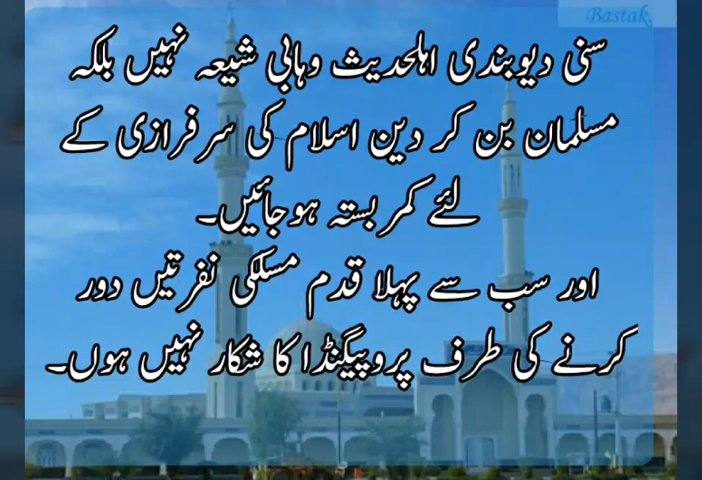 Bastak.
سنی دیوبندی اہلحدیث وہابی شیعہ نہیں بلکہ
مسلمان بن کر دین اسلام کی سرفرازی کے
لئے کمر بستہ ہوجائیں۔
اور سب سے پہلا قدم مسلکی نفرتیں دور
کرنے کی طرف پروپیگنڈا کا شکار نہیں ہوں۔